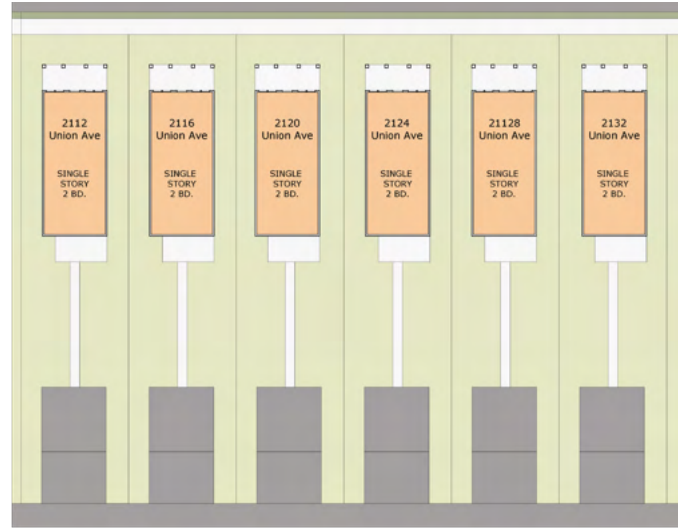 2112
Union Ave
SINGLE
STORY
2 BD.
2116
Union Ave
SINGLE
STORY
2 BD.
2120
Union Ave
SINGLE
STORY
2 BD.
2124
Union Ave
SINGLE
STORY
2 BD.
21128
Union Ave
SINGLE
STORY
2 BD.
2132
Union Ave
SINGLE
STORY
2 BD.